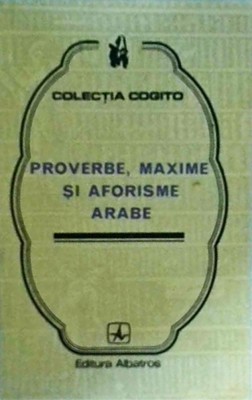 COLECȚIA COGITO
PROVERBE, MAXIME
ȘI AFORISME
ARABE
Editura Albatros